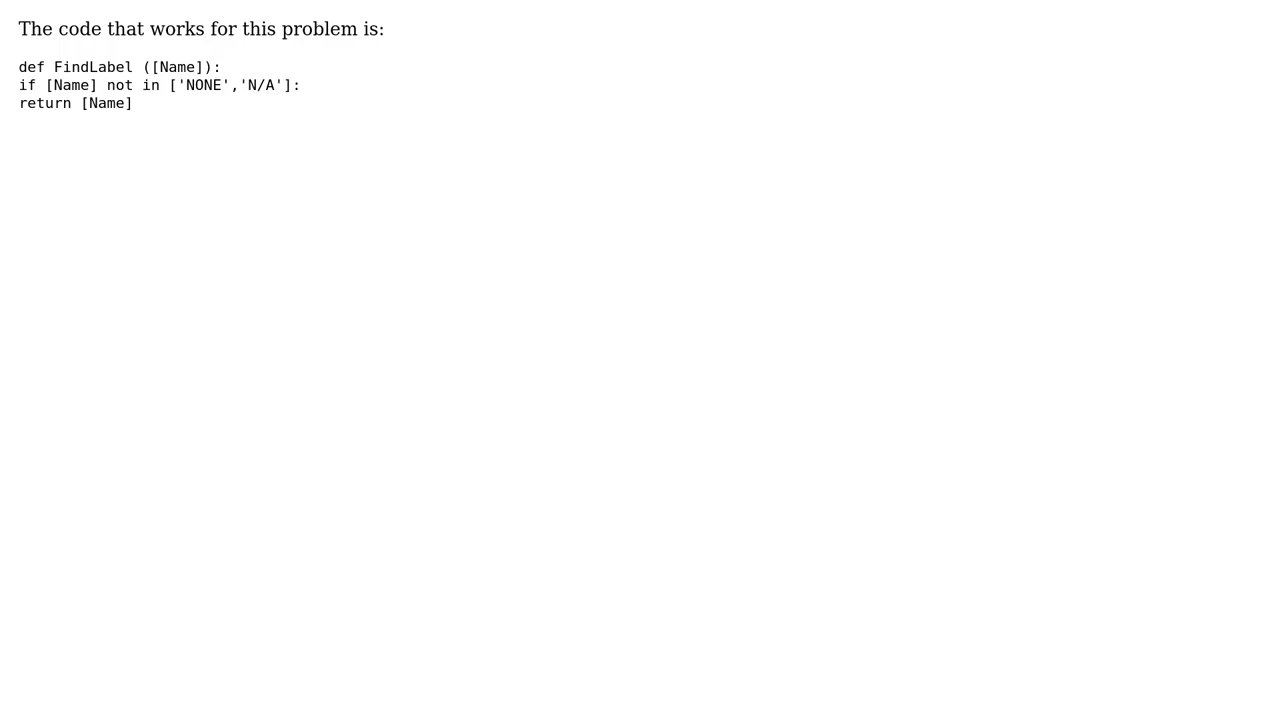 The code that works for this problem is:
def FindLabel ([Name]):
if [Name] not in ['NONE','N/A']:
return [Name]